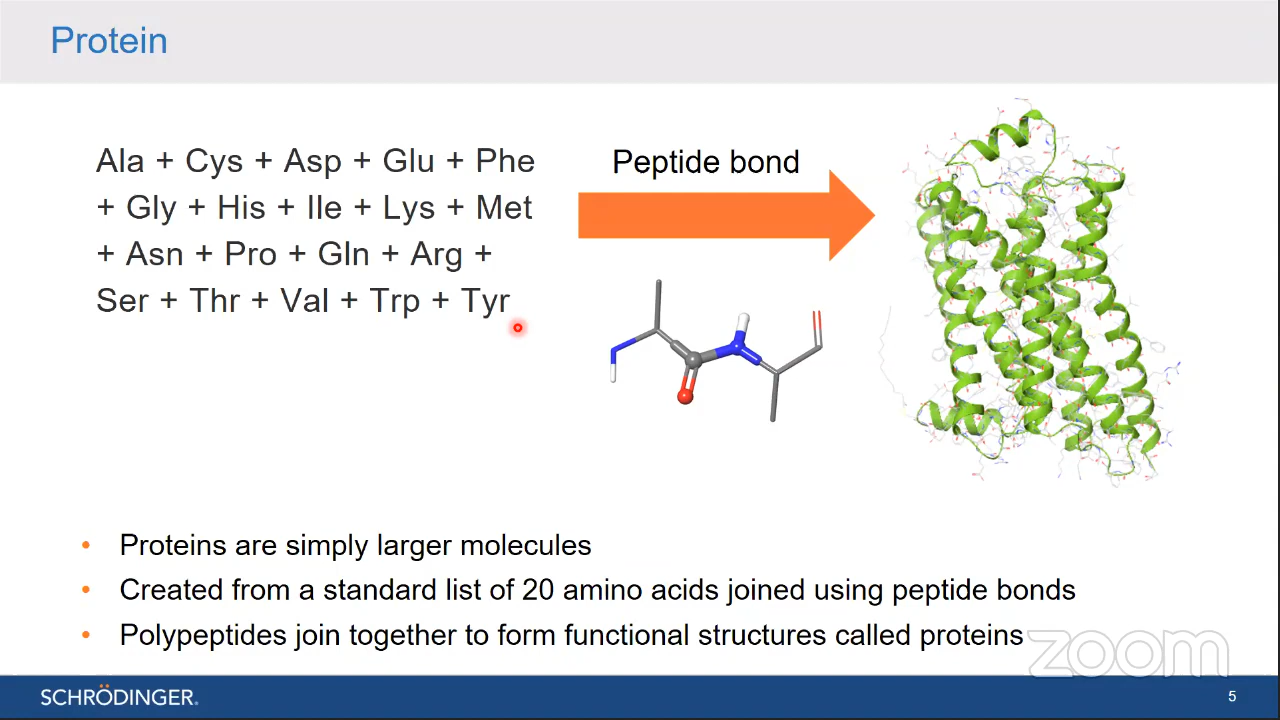 Protein
Ala + Cys + Asp + Glu + Phe
+ Gly + His + Ile + Lys + Met
+ Asn + Pro + Gln + Arg +
Ser + Thr + Val + Trp + Tyr
Peptide bond
• Proteins are simply larger molecules
• Created from a standard list of 20 amino acids joined using peptide bonds
• Polypeptides join together to form functional structures called proteins
zoom
SCHRÖDINGER.
5